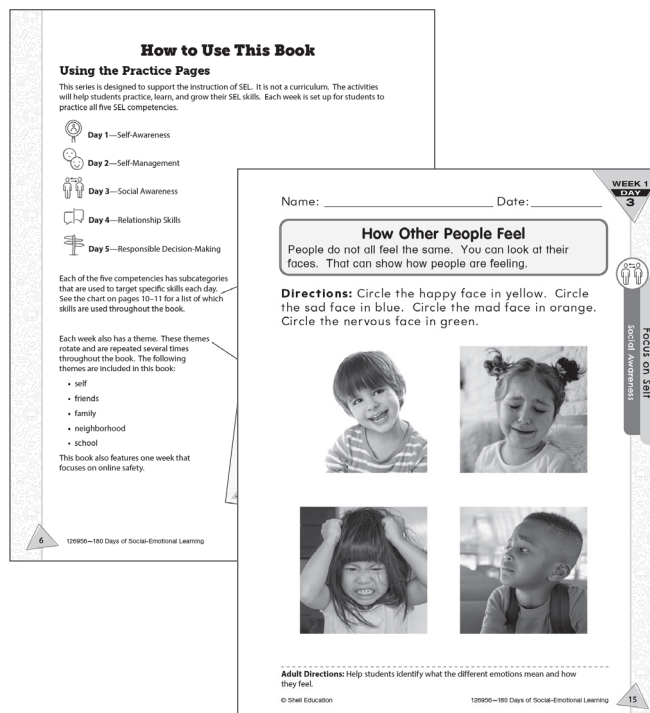 How to Use This Book
Using the Practice Pages
This series is designed to support the instruction of SEL. It is not a curriculum. The activities
will help students practice, learn, and grow their SEL skills. Each week is set up for students to
practice all five SEL competencies.
Day 1—Self-Awareness
Day 2—Self-Management
Day 3—Social Awareness
Day 4—Relationship Skills
Day 5—Responsible Decision-Making
Each of the five competencies has subcategories
that are used to target specific skills each day.
See the chart on pages 10–11 for a list of which
skills are used throughout the book.
Each week also has a theme. These themes
rotate and are repeated several times
throughout the book. The following
themes are included in this book:
• self
• friends
• family
• neighborhood
• school
This book also features one week that
focuses on online safety.
6
126956—180 Days of Social-Emotional Learning
WEEK 1
DAY
3
Name: Date:
How Other People Feel
People do not all feel the same. You can look at their
faces. That can show how people are feeling.
Directions: Circle the happy face in yellow. Circle
the sad face in blue. Circle the mad face in orange.
Circle the nervous face in green.
Focus on Self
Social Awareness
Adult Directions: Help students identify what the different emotions mean and how
they feel.
© Shell Education
126956—180 Days of Social-Emotional Learning
15